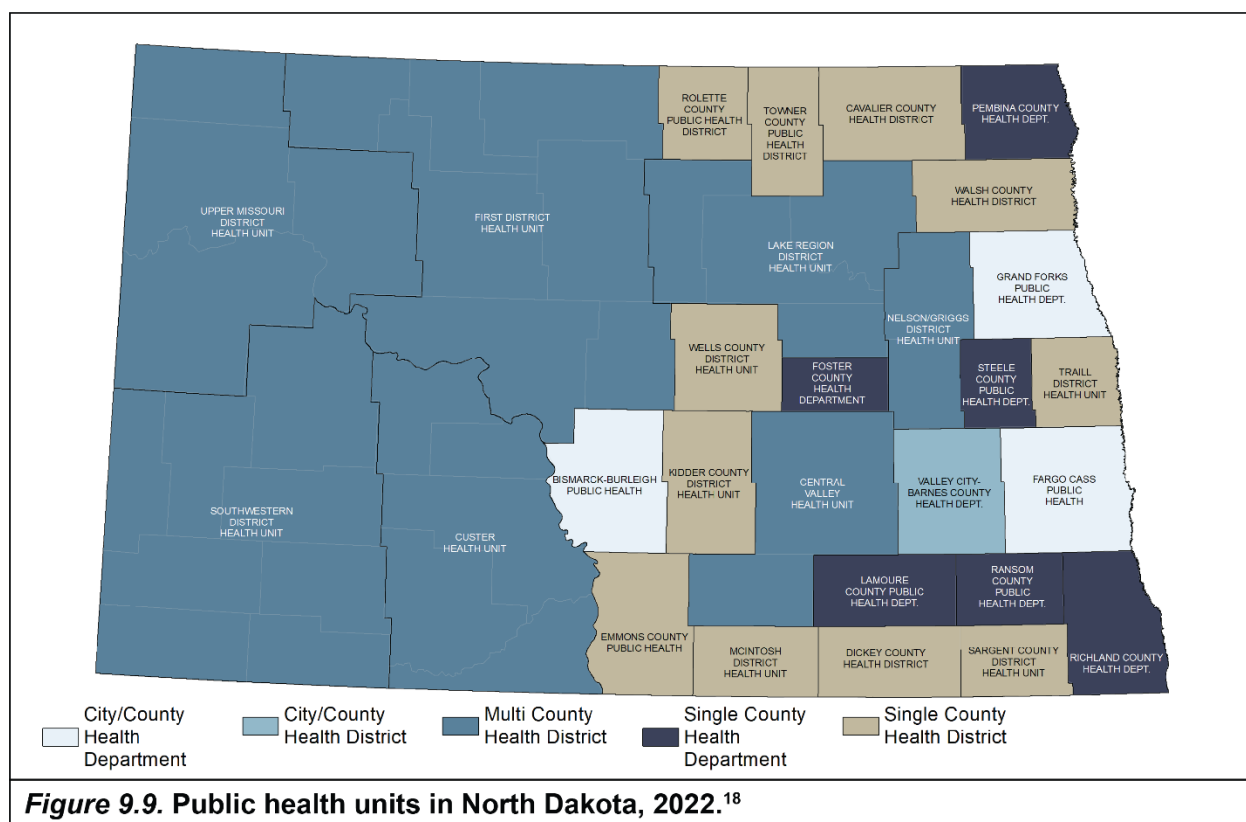 ROLETTE
COUNTY
PUBLIC HEALTH
DISTRICT
TOWNER
COUNTY
PUBLIC
HEALTH
DISTRICT
CAVALIER COUNTY
HEALTH DISTRICT
PEMBINA COUNTY
HEALTH DEPT.
WALSH COUNTY
HEALTH DISTRICT
UPPER MISSOURI
DISTRICT
HEALTH UNIT
FIRST DISTRICT
HEALTH UNIT
LAKE REGION
DISTRICT
HEALTH UNIT
GRAND FORKS
PUBLIC
HEALTH DEPT.
NELSON/GRIGGS
DISTRICT
HEALTH UNIT
WELLS COUNTY
DISTRICT
HEALTH UNIT
FOSTER
COUNTY
HEALTH
DEPARTMENT
STEELE
COUNTY
PUBLIC
HEALTH DEPT.
TRAILL
DISTRICT
HEALTH UNIT
BISMARCK-BURLEIGH
PUBLIC HEALTH
KIDDER COUNTY
DISTRICT
HEALTH UNIT
CENTRAL
VALLEY
HEALTH UNIT
VALLEY CITY-
BARNES COUNTY
HEALTH DEPT.
FARGO CASS
PUBLIC
HEALTH
SOUTHWESTERN
DISTRICT
HEALTH UNIT
CUSTER
HEALTH UNIT
LAMOURE
COUNTY PUBLIC
HEALTH DEPT.
RANSOM
COUNTY
PUBLIC
HEALTH DEPT.
EMMONS COUNTY
PUBLIC HEALTH
MCINTOSH
DISTRICT
HEALTH UNIT
DICKEY COUNTY
HEALTH DISTRICT
SARGENT COUNTY
DISTRICT
HEALTH UNIT
RICHLAND COUNTY
HEALTH DEPT.
City/County
Health
Department
City/County
Health District
Multi County
Health District
Single County
Health
Department
Single County
Health District
Figure 9.9. Public health units in North Dakota, 2022.18